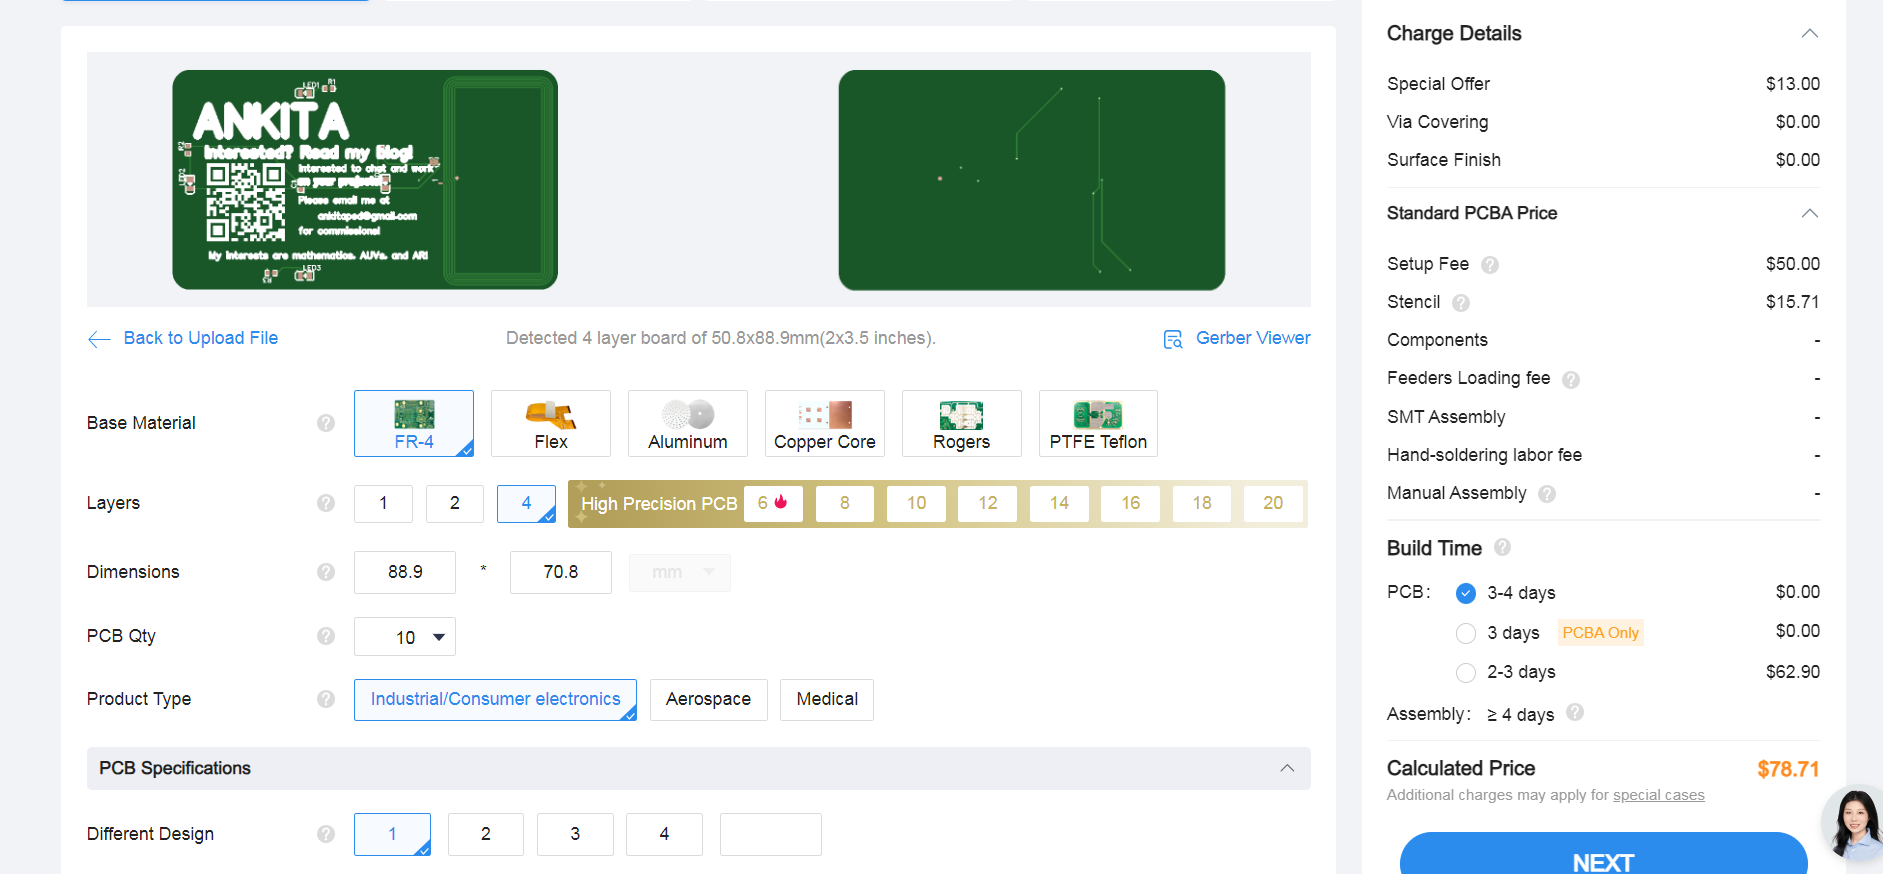 LED1 R1
ANKITA
R2
Interested? Read my blog!
Interested to chat and work
on your projects
LED2
Please email me at
ankitaped@gmail.com
for commissions!
My interests are mathematics, AUVs, and AR!
LED3
R3
Back to Upload File
Detected 4 layer board of 50.8x88.9mm(2x3.5 inches).
Gerber Viewer
Base Material
?
FR-4
Flex
Aluminum
Copper Core
Rogers
PTFE Teflon
Layers
?
1
2
4
High Precision PCB
6
8
10
12
14
16
18
20
Dimensions
?
88.9
*
70.8
mm
PCB Qty
?
10
Product Type
?
Industrial/Consumer electronics
Aerospace
Medical
PCB Specifications
Different Design
?
1
2
3
4
Charge Details
Special Offer $13.00
Via Covering $0.00
Surface Finish $0.00
Standard PCBA Price
Setup Fee ? $50.00
Stencil ? $15.71
Components -
Feeders Loading fee ? -
SMT Assembly -
Hand-soldering labor fee -
Manual Assembly ? -
Build Time ?
PCB: 3-4 days $0.00
3 days PCBA Only $0.00
2-3 days $62.90
Assembly: ≥ 4 days ?
Calculated Price $78.71
Additional charges may apply for special cases
NEXT